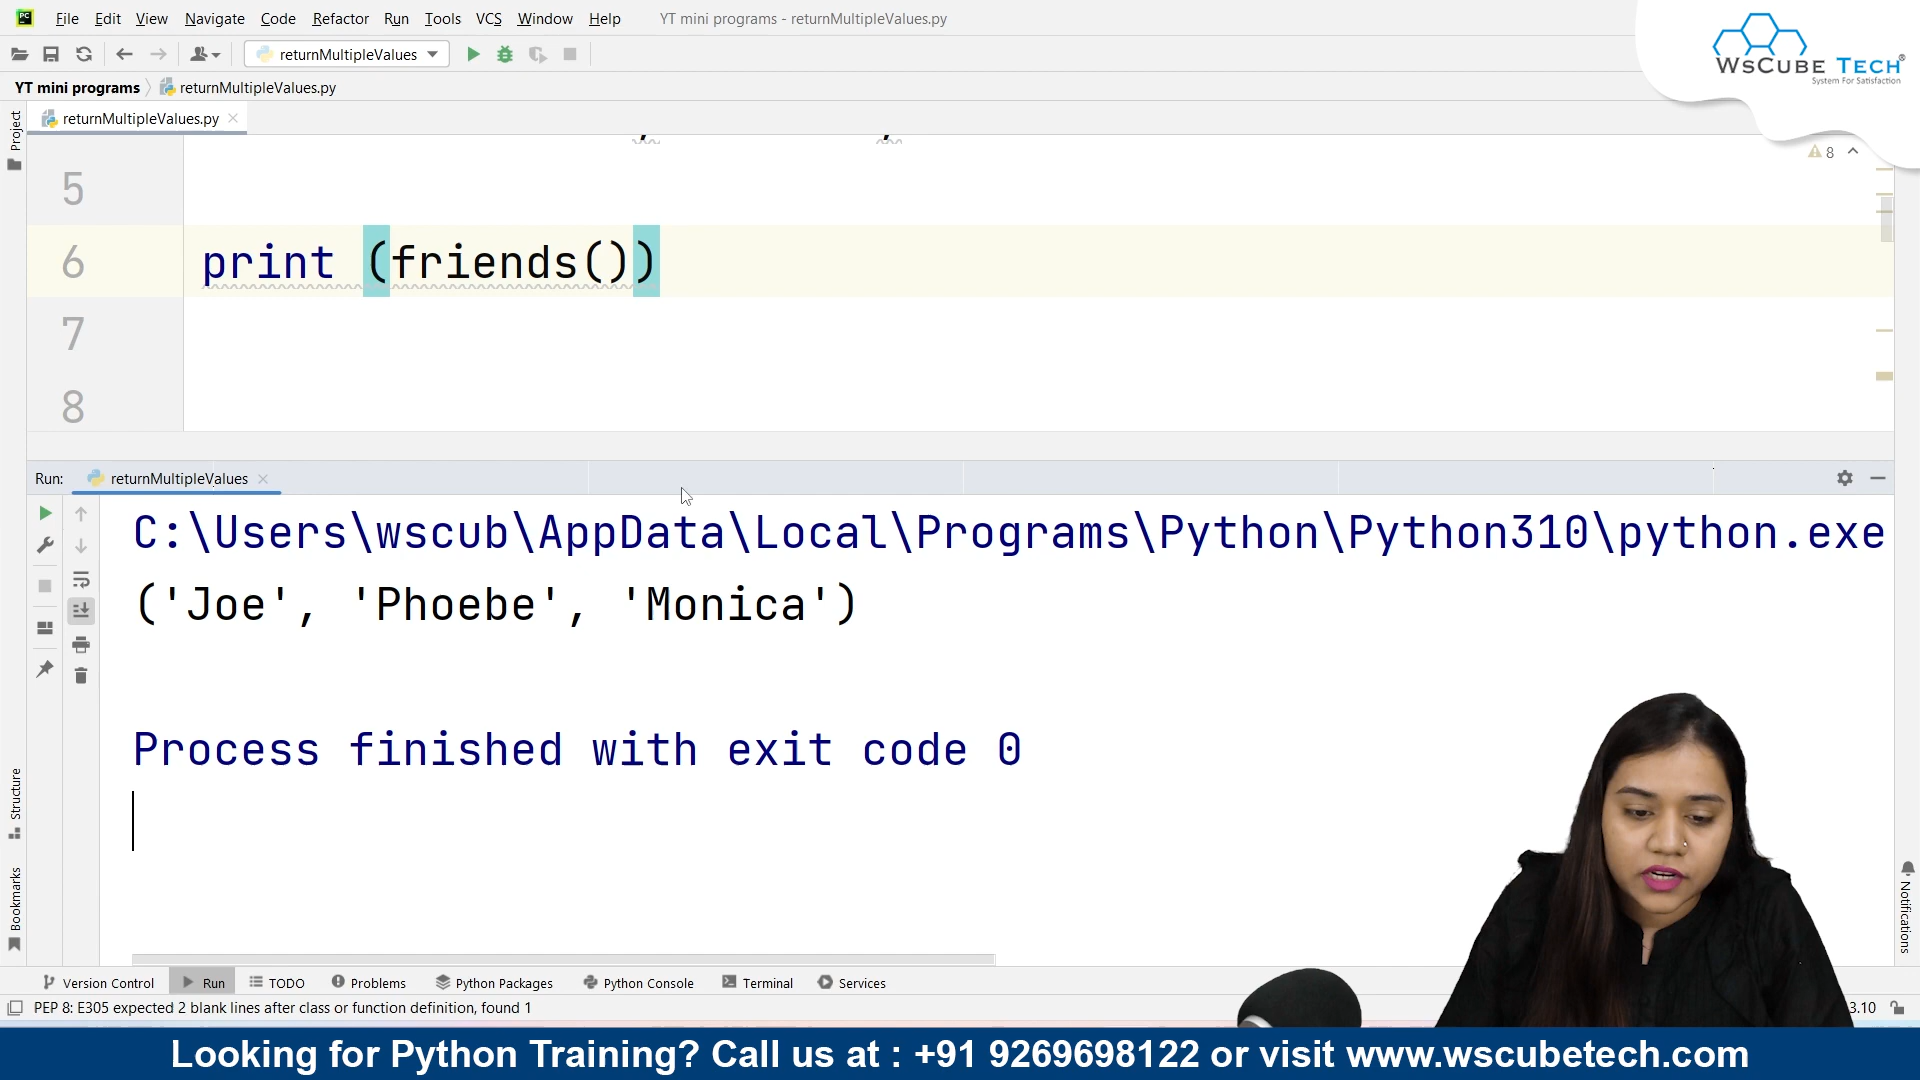 File Edit View Navigate Code Refactor Run Tools VCS Window Help YT mini programs - returnMultipleValues.py
WsCube Tech®
System For Satisfaction
returnMultipleValues
YT mini programs returnMultipleValues.py
Project
returnMultipleValues.py
8
5
6 print (friends())
7
8
Run: returnMultipleValues
C:\Users\wscub\AppData\Local\Programs\Python\Python310\python.exe
('Joe', 'Phoebe', 'Monica')
Process finished with exit code 0
Structure
Bookmarks
Notifications
Version Control Run TODO Problems Python Packages Python Console Terminal Services
PEP 8: E305 expected 2 blank lines after class or function definition, found 1
3.10
Looking for Python Training? Call us at : +91 9269698122 or visit www.wscubetech.com